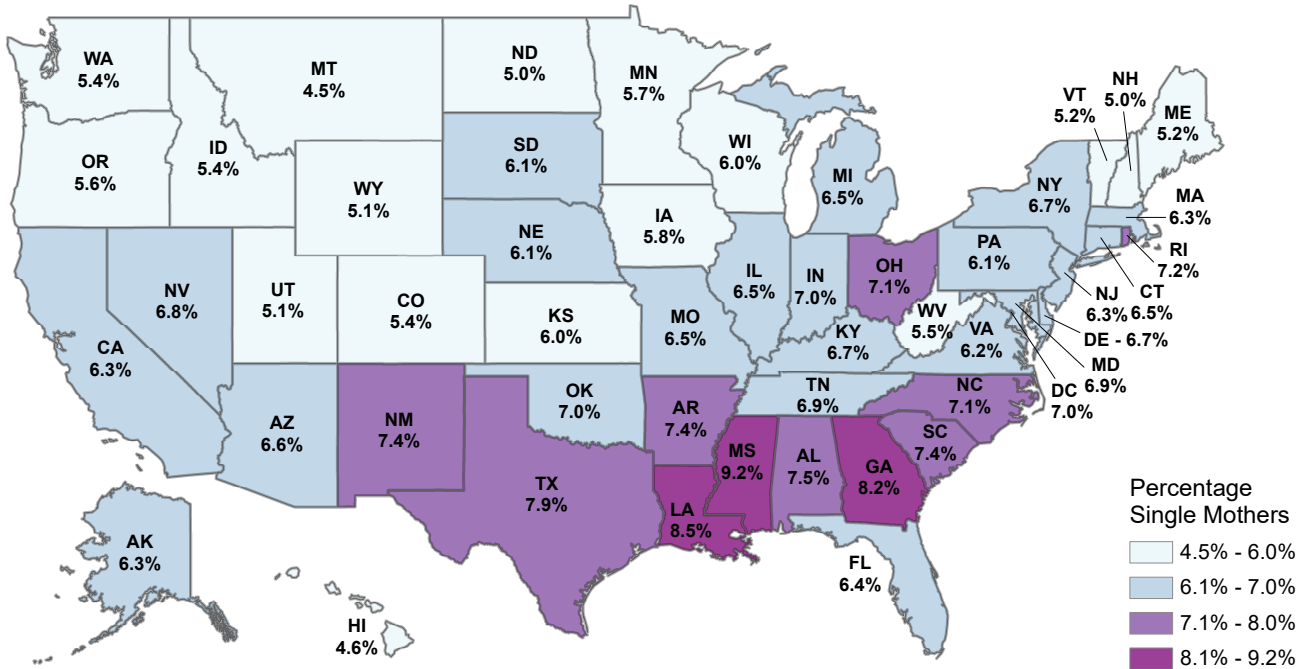 WA
5.4%
MT
4.5%
ND
5.0%
MN
5.7%
VT
5.2%
NH
5.0%
ME
5.2%
OR
5.6%
ID
5.4%
WY
5.1%
SD
6.1%
WI
6.0%
MI
6.5%
NY
6.7%
MA
6.3%
RI
7.2%
NE
6.1%
IA
5.8%
PA
6.1%
NV
6.8%
UT
5.1%
CO
5.4%
KS
6.0%
MO
6.5%
IL
6.5%
IN
7.0%
OH
7.1%
WV
5.5%
NJ
6.3%
CT
6.5%
DE - 6.7%
MD
6.9%
DC
7.0%
CA
6.3%
KY
6.7%
VA
6.2%
AZ
6.6%
NM
7.4%
OK
7.0%
AR
7.4%
TN
6.9%
NC
7.1%
SC
7.4%
TX
7.9%
LA
8.5%
MS
9.2%
AL
7.5%
GA
8.2%
FL
6.4%
AK
6.3%
HI
4.6%
Percentage
Single Mothers
4.5% - 6.0%
6.1% - 7.0%
7.1% - 8.0%
8.1% - 9.2%